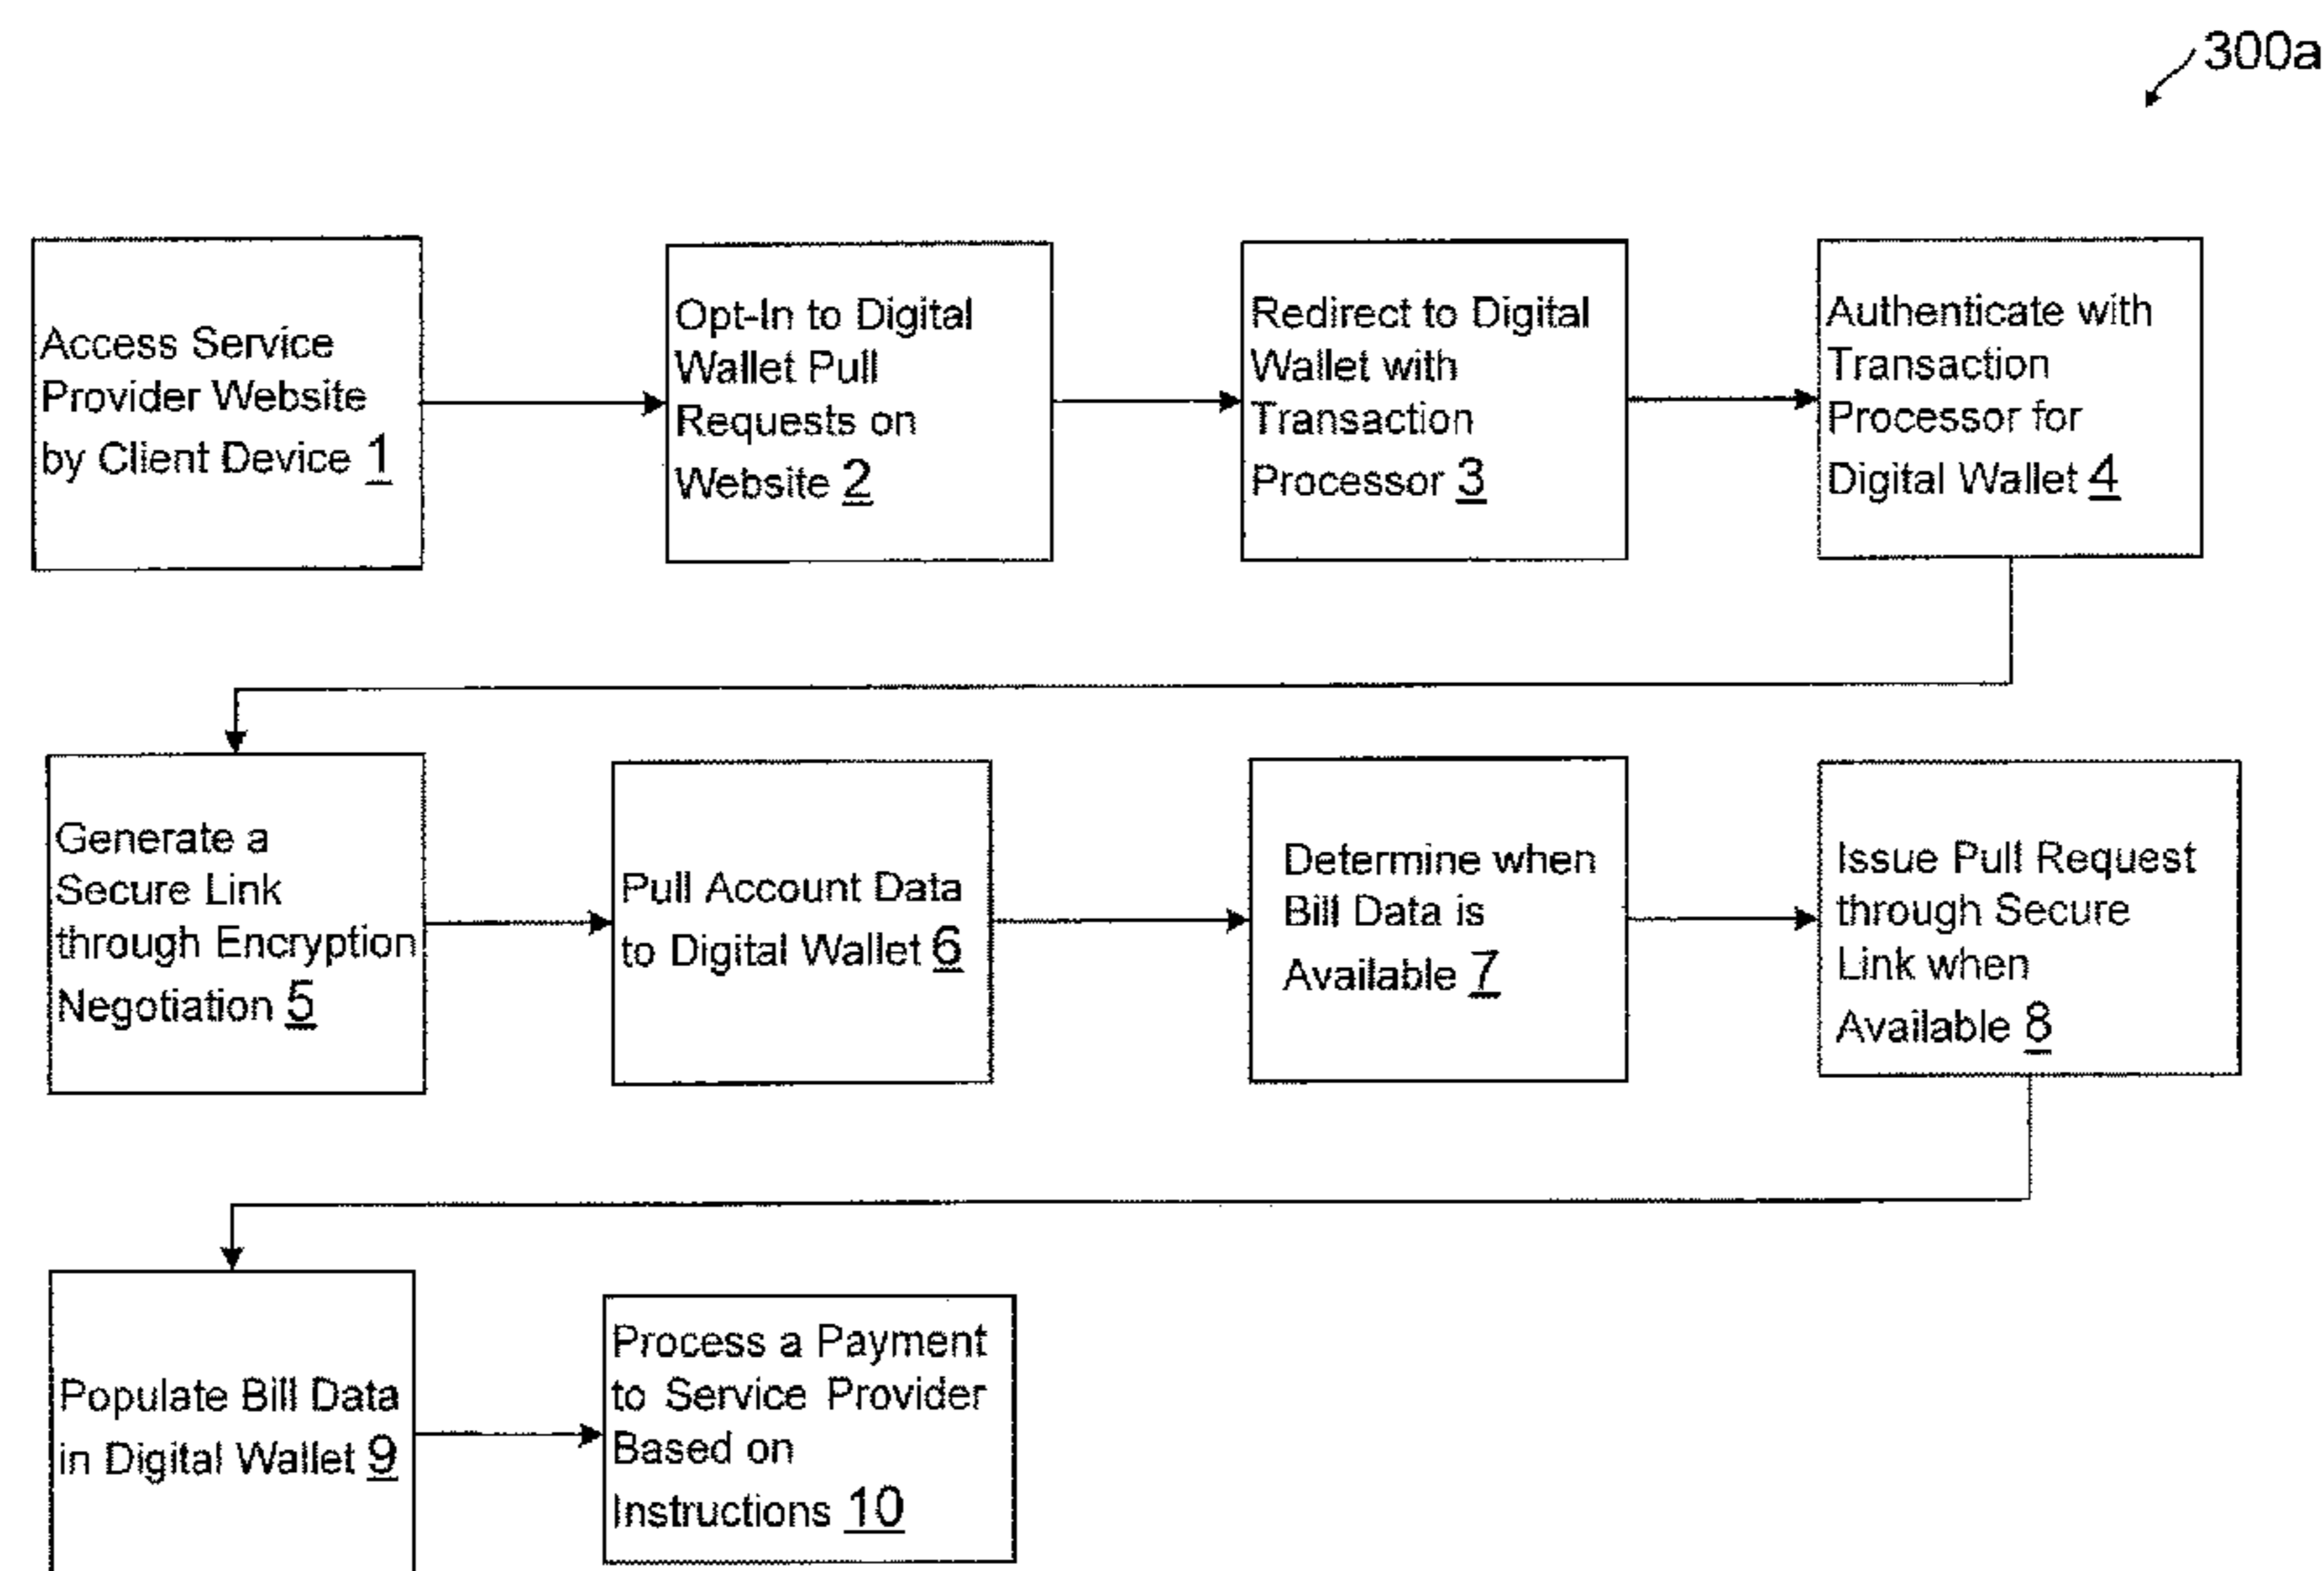 300a
Access Service
Provider Website
by Client Device 1
Opt-In to Digital
Wallet Pull
Requests on
Website 2
Redirect to Digital
Wallet with
Transaction
Processor 3
Authenticate with
Transaction
Processor for
Digital Wallet 4
Generate a
Secure Link
through Encryption
Negotiation 5
Pull Account Data
to Digital Wallet 6
Determine when
Bill Data is
Available 7
Issue Pull Request
through Secure
Link when
Available 8
Populate Bill Data
in Digital Wallet 9
Process a Payment
to Service Provider
Based on
Instructions 10